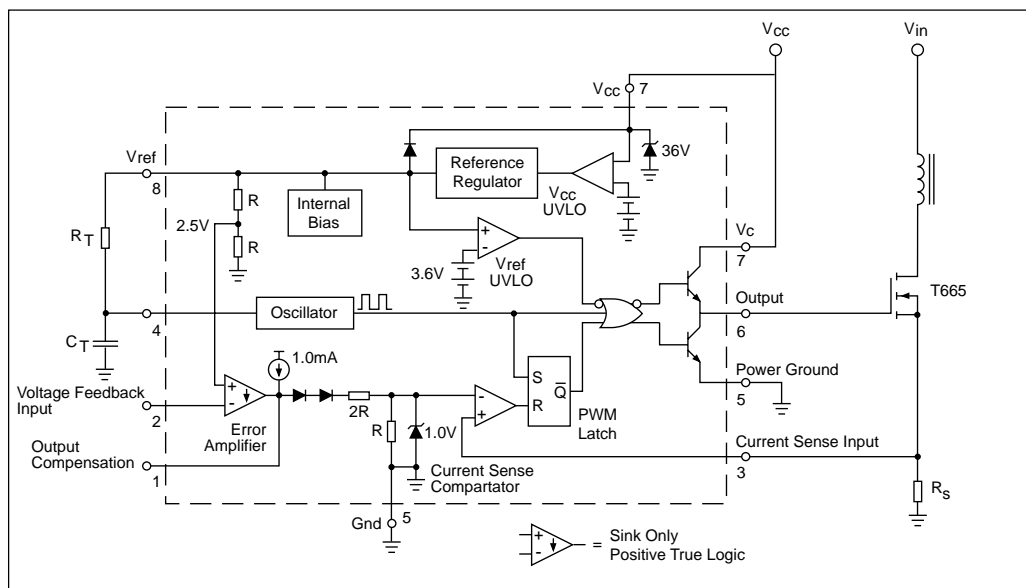 Vcc
Vin
Vcc 7
36V
Vref
8
Reference
Regulator
Vcc
UVLO
R
Internal
Bias
2.5V
R
RT
+
-
3.6V
Vref
UVLO
Vc
7
T665
Output
6
4
Oscillator
CT
1.0mA
Power Ground
5
Voltage Feedback
Input
2
+
-
Error
Amplifier
2R
R
1.0V
-
+
S
R
Q
PWM
Latch
Output
Compensation
1
Current Sense
Compartator
Current Sense Input
3
Rs
Gnd
5
+
-
= Sink Only
Positive True Logic